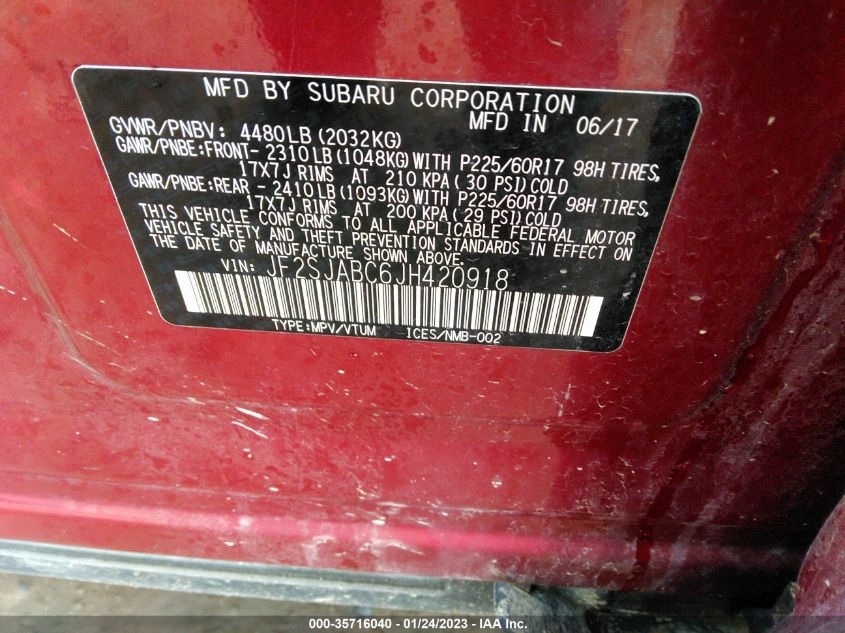 MFD BY SUBARU CORPORATION
GVWR/PNBV: 4480LB(2032KG) MFD IN 06/17
GAWR/PNBE:FRONT- 2310LB(1048KG)WITH P225/60R17 98H TIRES,
17X7J RIMS AT 210 KPA(30 PSI)COLD
GAWR/PNBE:REAR - 2410LB(1093KG)WITH P225/60R17 98H TIRES,
17X7J RIMS AT 200 KPA(29 PSI)COLD
THIS VEHICLE CONFORMS TO ALL APPLICABLE FEDERAL MOTOR
VEHICLE SAFETY AND THEFT PREVENTION STANDARDS IN EFFECT ON
THE DATE OF MANUFACTURE SHOWN ABOVE.
VIN: JF2SJABC6JH420918
TYPE:MPV/VTUM ICES/NMB-002
000-35716040 - 01/24/2023 - IAA Inc.